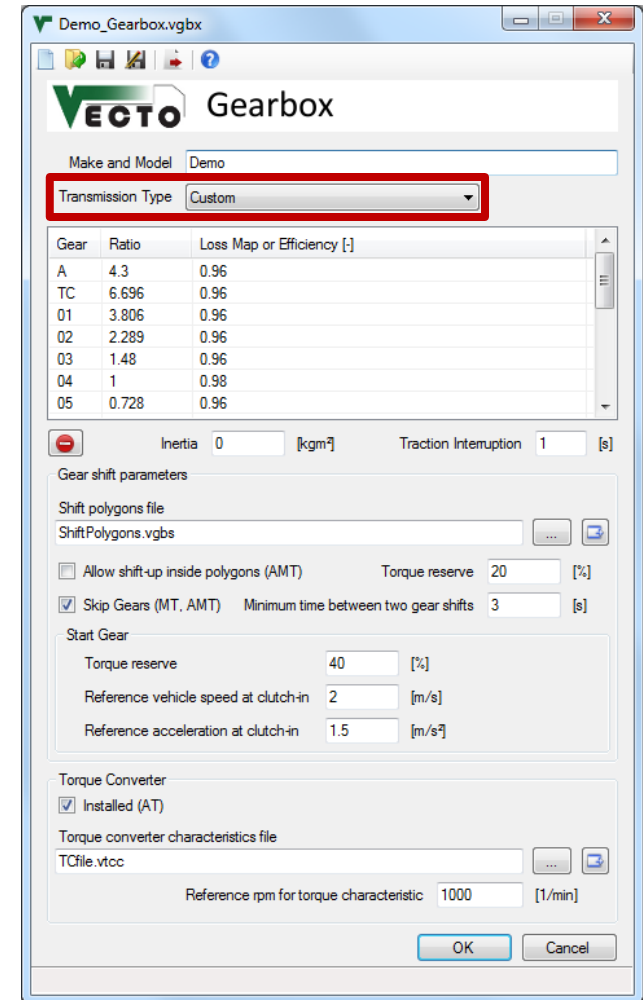 Demo_Gearbox.vgbx
VECTO Gearbox
Make and Model Demo
Transmission Type Custom
Gear Ratio Loss Map or Efficiency [-]
A 4.3 0.96
TC 6.696 0.96
01 3.806 0.96
02 2.289 0.96
03 1.48 0.96
04 1 0.98
05 0.728 0.96
Inertia 0 [kgm²] Traction Interruption 1 [s]
Gear shift parameters
Shift polygons file
ShiftPolygons.vgbs ...
Allow shift-up inside polygons (AMT) Torque reserve 20 [%]
Skip Gears (MT, AMT) Minimum time between two gear shifts 3 [s]
Start Gear
Torque reserve 40 [%]
Reference vehicle speed at clutch-in 2 [m/s]
Reference acceleration at clutch-in 1.5 [m/s²]
Torque Converter
Installed (AT)
Torque converter characteristics file
TCfile.vtcc ...
Reference rpm for torque characteristic 1000 [1/min]
OK Cancel